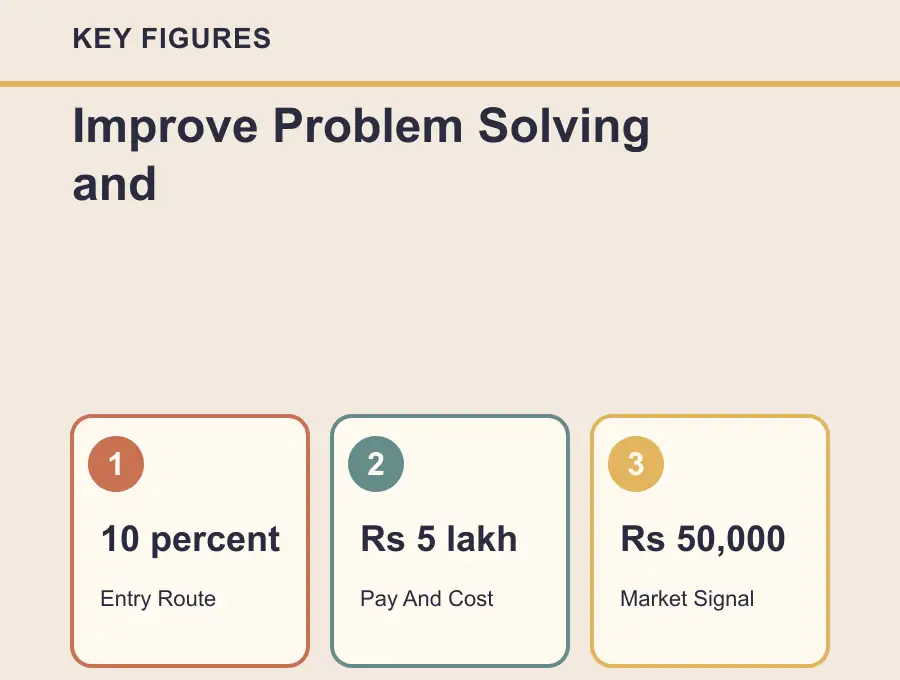 KEY FIGURES
Improve Problem Solving
and
1
10 percent
Entry Route
2
Rs 5 lakh
Pay And Cost
3
Rs 50,000
Market Signal